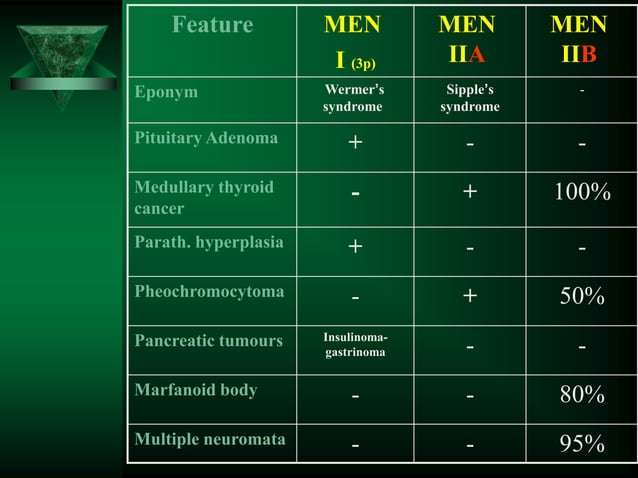 Feature MEN MEN MEN
I (3p) IIA IIB
Eponym Wermer's Sipple's -
syndrome syndrome
Pituitary Adenoma + - -
Medullary thyroid - + 100%
cancer
Parath. hyperplasia + - -
Pheochromocytoma - + 50%
Pancreatic tumours Insulinoma- - -
gastrinoma
Marfanoid body - - 80%
Multiple neuromata - - 95%